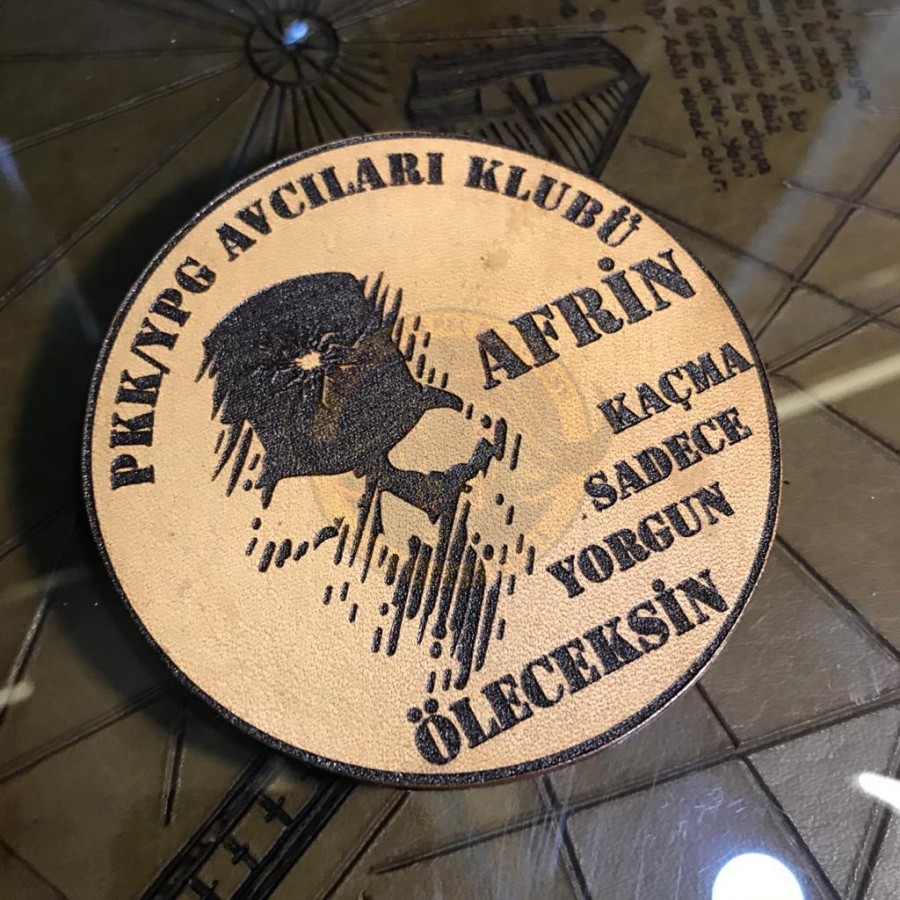 PKK/YPG AVCILARI KLUBÜ
AFRİN
KAÇMA
SADECE
YORGUN
ÖLECEKSİN